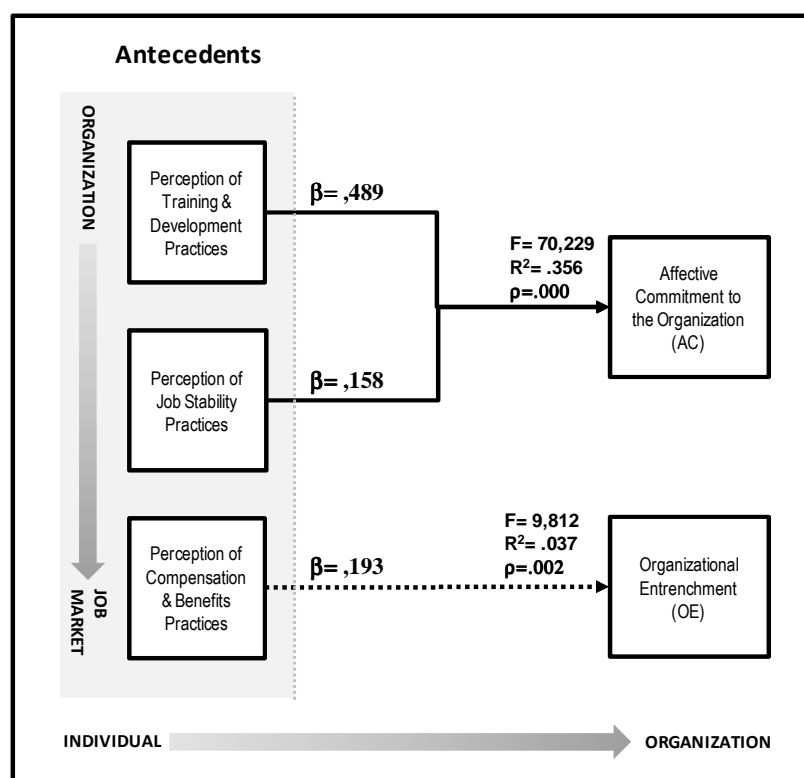 Antecedents
ORGANIZATION
JOB
MARKET
Perception of
Training &
Development
Practices
β= ,489
F= 70,229
R²= .356
ρ=.000
Affective
Commitment to
the Organization
(AC)
Perception of
Job Stability
Practices
β= ,158
Perception of
Compensation
& Benefits
Practices
β= ,193
F= 9,812
R²= .037
ρ=.002
Organizational
Entrenchment
(OE)
INDIVIDUAL
ORGANIZATION